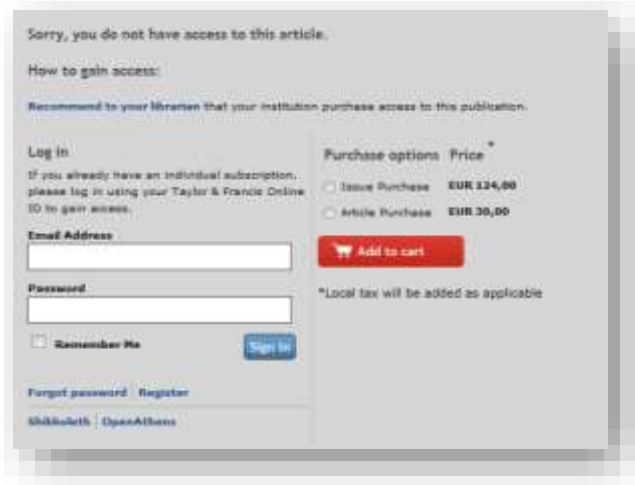 Sorry, you do not have access to this article.
How to gain access:
Recommend to your librarian that your institution purchase access to this publication.
Log in
If you already have an individual subscription,
please log in using your Taylor & Francis Online
ID to gain access.
Email Address
Password
Remember Me
Sign in
Forgot password | Register
Shibboleth | OpenAthens
Purchase options Price *
Issue Purchase EUR 124,00
Article Purchase EUR 30,00
Add to cart
*Local tax will be added as applicable